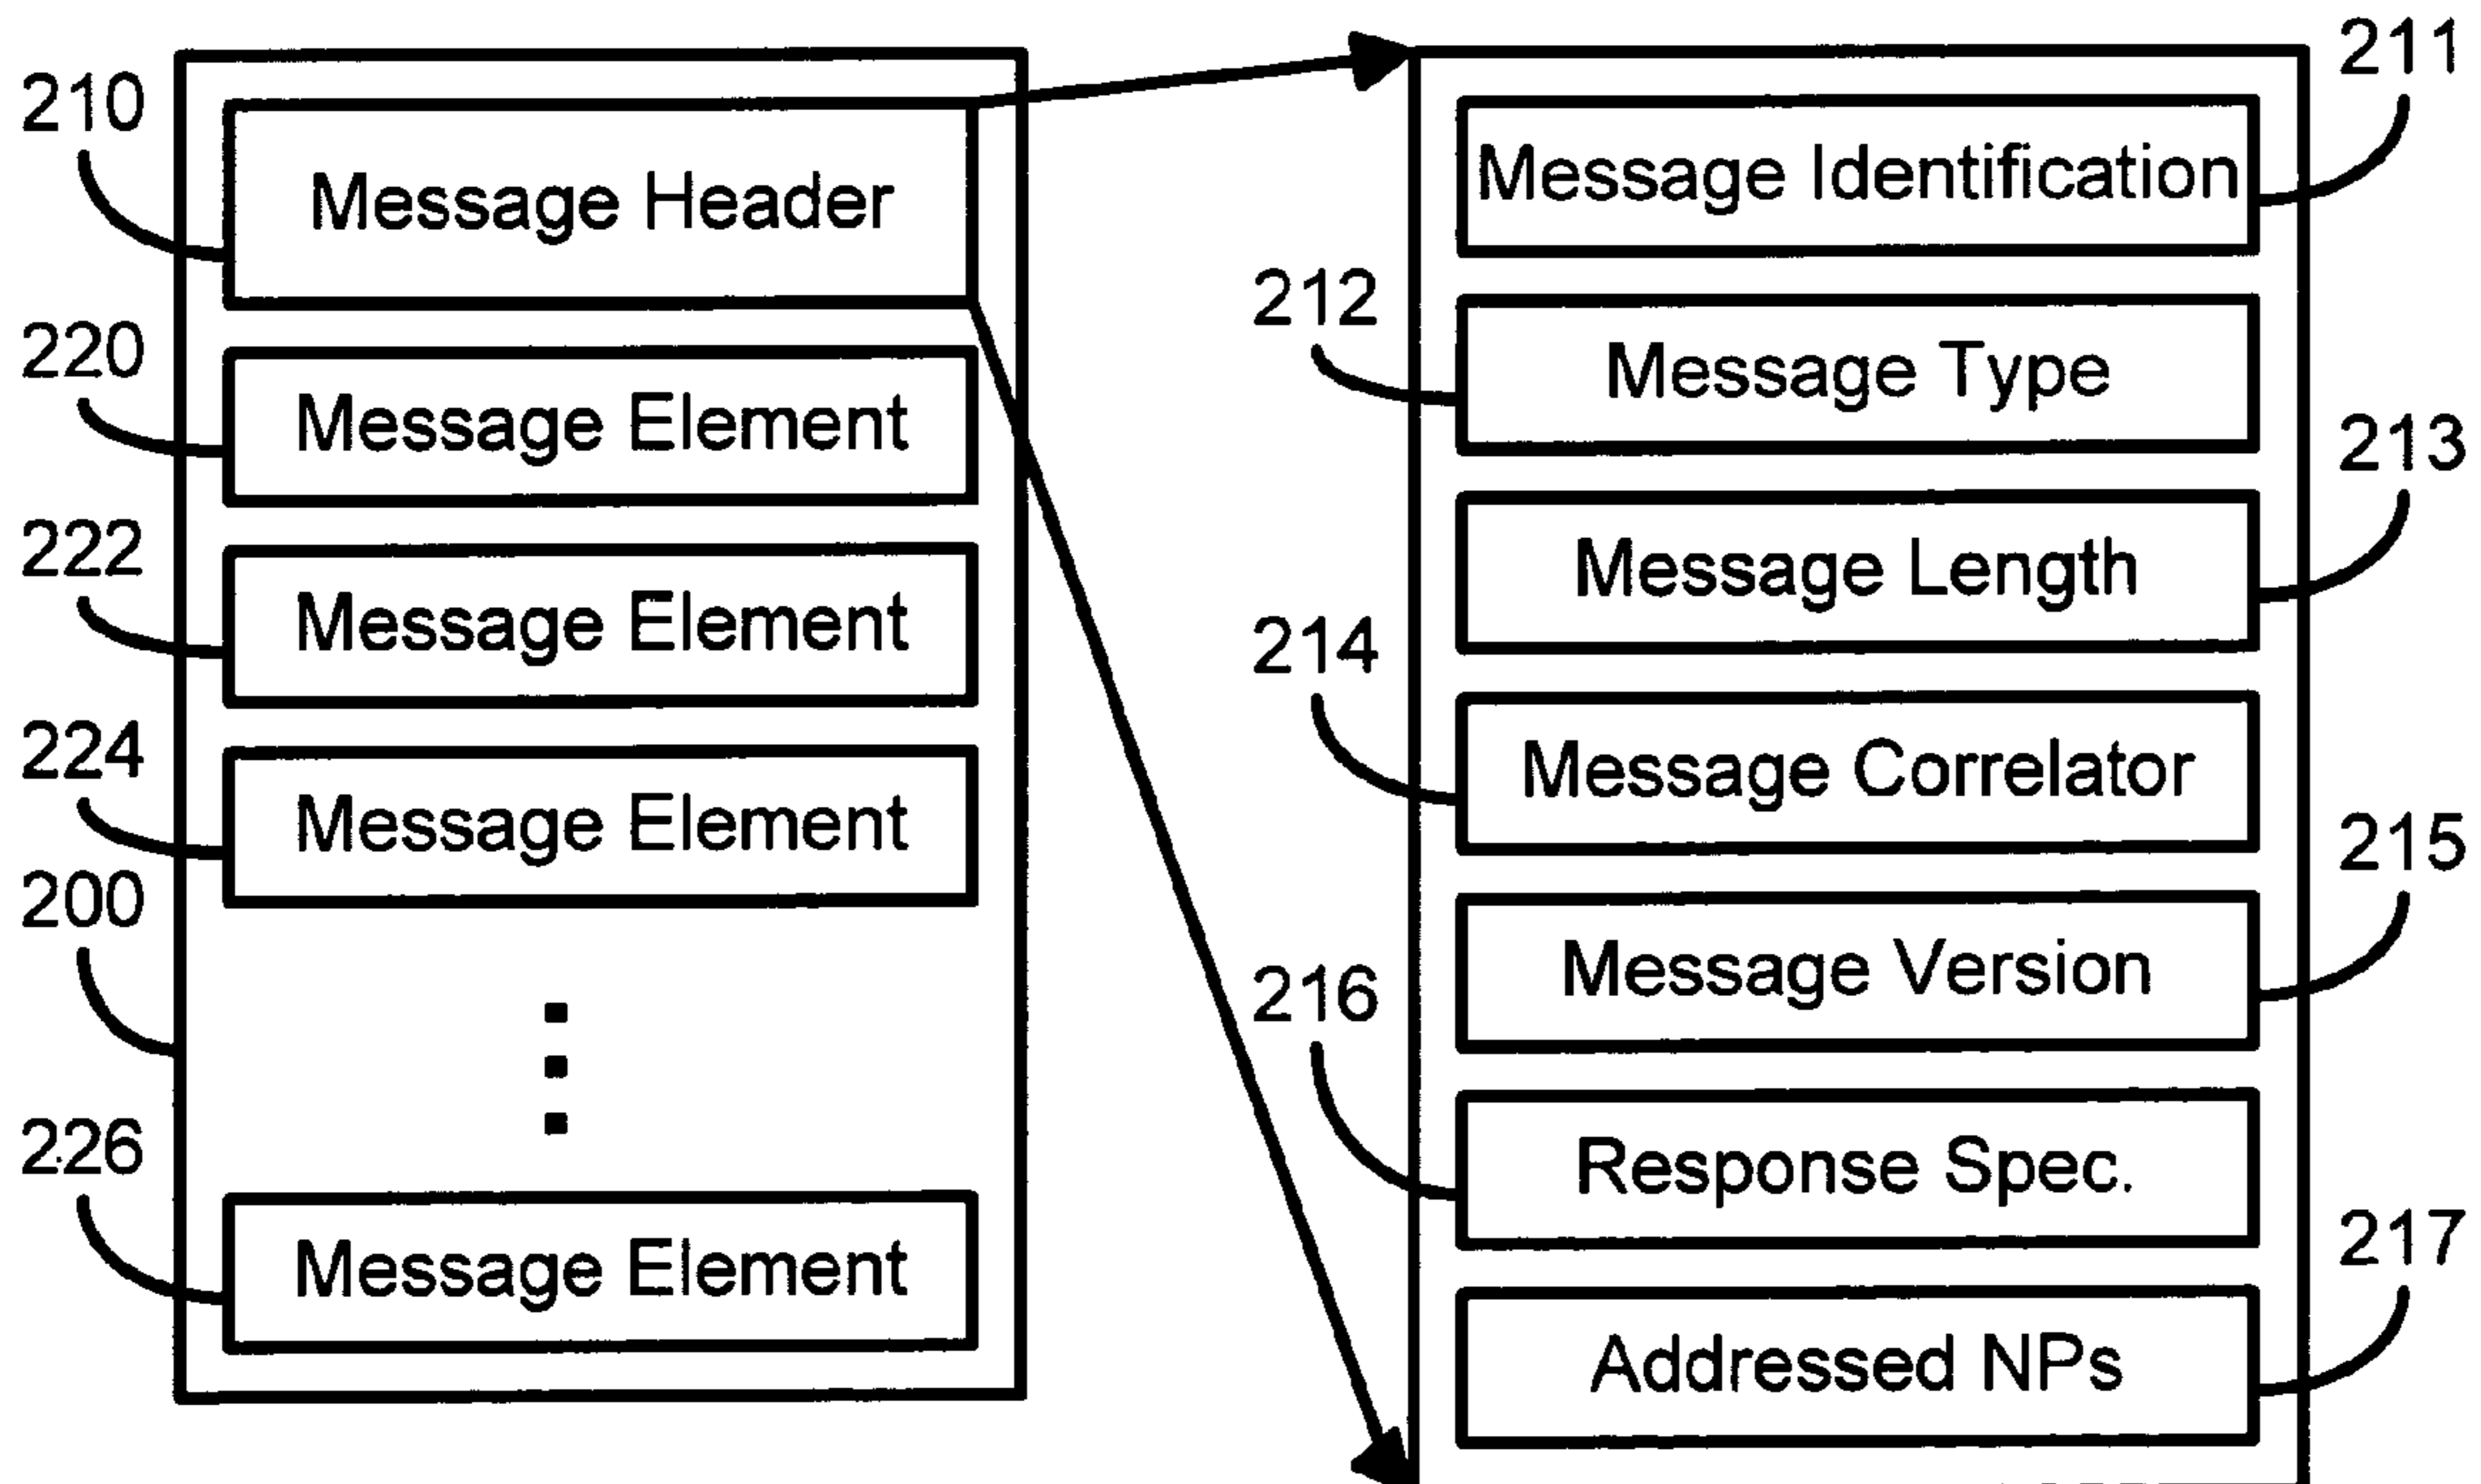 210
Message Header
220
Message Element
222
Message Element
224
Message Element
200
226
Message Element
211
Message Identification
212
Message Type
213
Message Length
214
Message Correlator
215
Message Version
216
Response Spec.
217
Addressed NPs